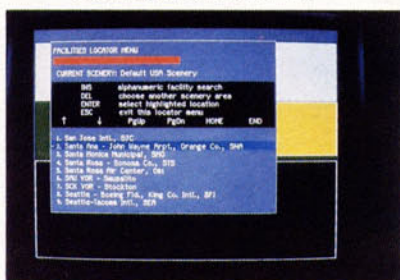 FACILITIES LOCATOR MENU
CURRENT SCENERY: Default USA Scenery
INS alphanumeric facility search
DEL choose another scenery area
ENTER select highlighted location
ESC exit this locator menu
↑ ↓ PgUp PgDn HOME END
1. San Jose Intl., SJC
2. Santa Ana - John Wayne Arpt., Orange Co., SNA
3. Santa Monica Municipal, SMO
4. Santa Rosa - Sonoma Co., STS
5. Santa Rosa Air Center,
6. SAU VOR - Sausalito
7. SCK VOR - Stockton
8. Seattle - Boeing Fld., King Co. Intl., BFI
9. Seattle-Tacoma Intl., SEA